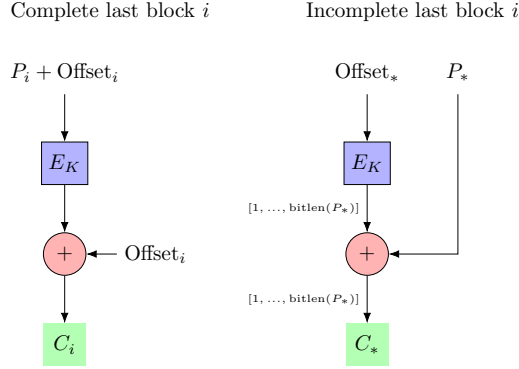 Complete last block i
Incomplete last block i
P_i + Offset_i
Offset_*
P_*
E_K
E_K
[1, ..., bitlen(P_*)]
+
Offset_i
+
[1, ..., bitlen(P_*)]
C_i
C_*